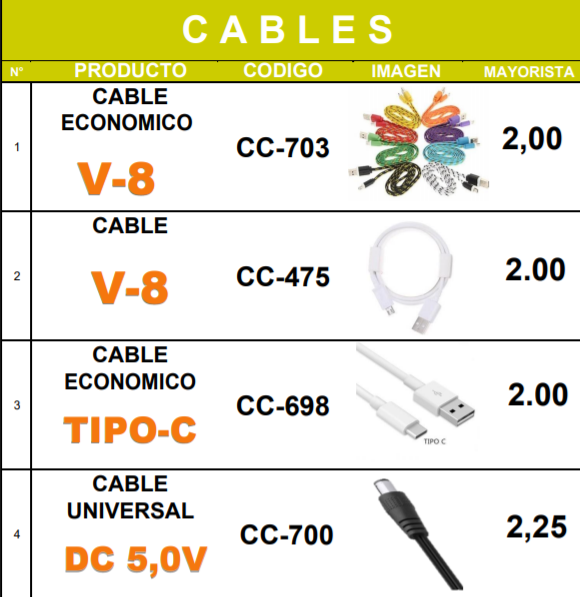 CABLES
N° PRODUCTO CODIGO IMAGEN MAYORISTA
1
CABLE
ECONOMICO
V-8
CC-703
2,00
2
CABLE
V-8
CC-475
2.00
3
CABLE
ECONOMICO
TIPO-C
CC-698
TIPO C
2.00
4
CABLE
UNIVERSAL
DC 5,0V
CC-700
2,25